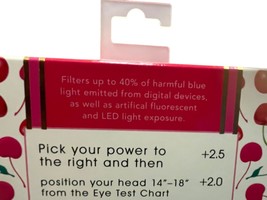 Filters up to 40% of harmful blue
light emitted from digital devices,
as well as artifical fluorescent
and LED light exposure.
Pick your power to +2.5
the right and then
position your head 14"-18" +2.0
from the Eye Test Chart